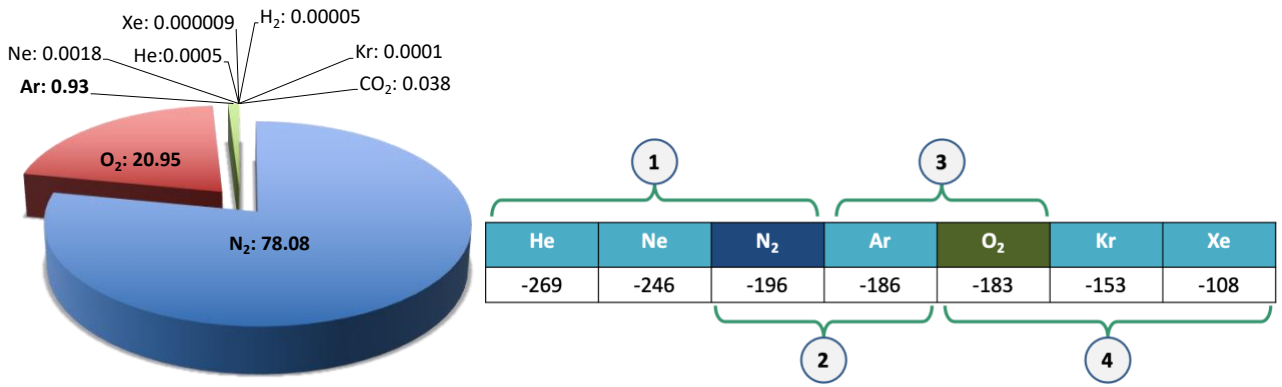 Xe: 0.000009
H₂: 0.00005
Ne: 0.0018
He:0.0005
Kr: 0.0001
Ar: 0.93
CO₂: 0.038
O₂: 20.95
N₂: 78.08
1
3
He Ne N₂ Ar O₂ Kr Xe
-269 -246 -196 -186 -183 -153 -108
2
4